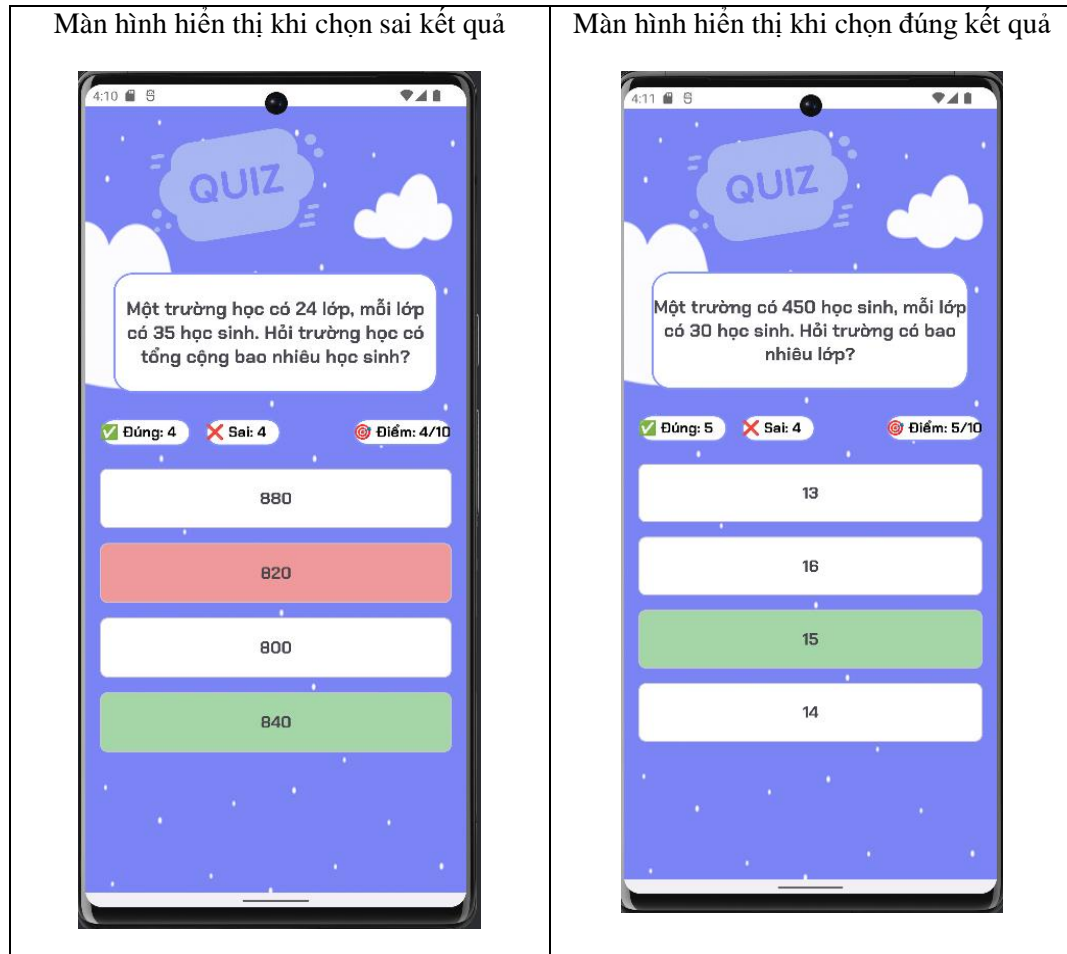 Màn hình hiển thị khi chọn sai kết quả
4:10
QUIZ
Một trường học có 24 lớp, mỗi lớp
có 35 học sinh. Hỏi trường học có
tổng cộng bao nhiêu học sinh?
Đúng: 4
Sai: 4
Điểm: 4/10
880
820
800
840
Màn hình hiển thị khi chọn đúng kết quả
4:11
QUIZ
Một trường có 450 học sinh, mỗi lớp
có 30 học sinh. Hỏi trường có bao
nhiêu lớp?
Đúng: 5
Sai: 4
Điểm: 5/10
13
16
15
14